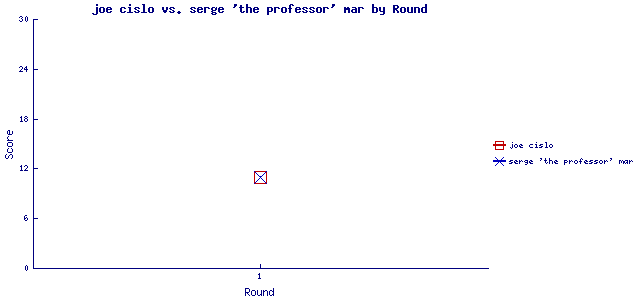 joe cislo vs. serge 'the professor' mar by Round
30
24
18
12
6
0
Score
1
Round
joe cislo
serge 'the professor' mar